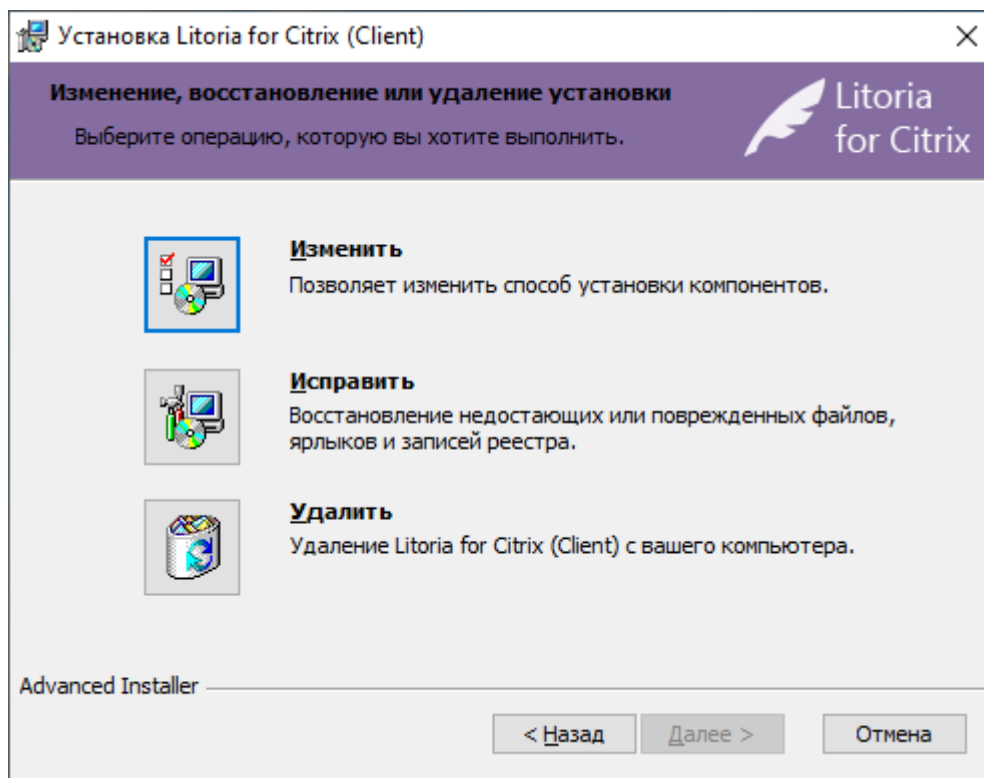 Установка Litoria for Citrix (Client)
Изменение, восстановление или удаление установки
Выберите операцию, которую вы хотите выполнить.
Litoria
for Citrix
Изменить
Позволяет изменить способ установки компонентов.
Исправить
Восстановление недостающих или поврежденных файлов,
ярлыков и записей реестра.
Удалить
Удаление Litoria for Citrix (Client) с вашего компьютера.
Advanced Installer
< Назад
Далее >
Отмена